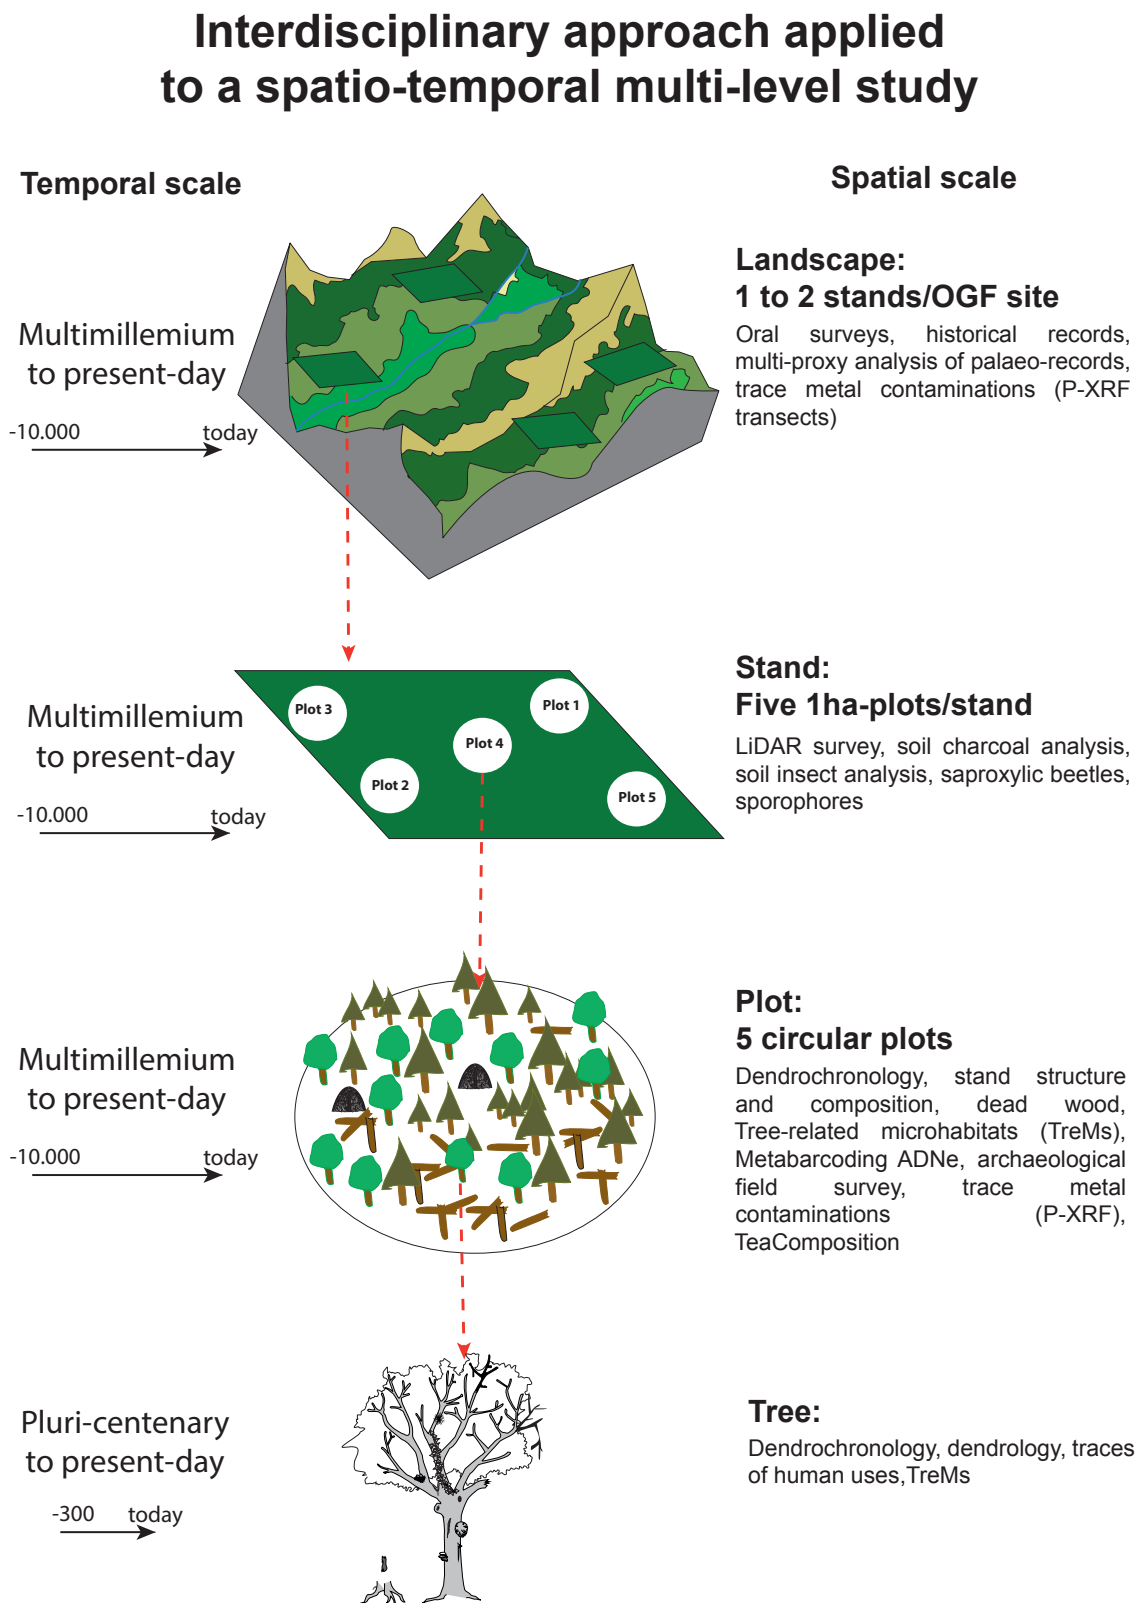 Interdisciplinary approach applied
to a spatio-temporal multi-level study
Temporal scale
Spatial scale
Multimillemium
to present-day
-10.000
today
Landscape:
1 to 2 stands/OGF site
Oral surveys, historical records,
multi-proxy analysis of palaeo-records,
trace metal contaminations (P-XRF
transects)
Multimillemium
to present-day
-10.000
today
Plot 3
Plot 1
Plot 4
Plot 2
Plot 5
Stand:
Five 1ha-plots/stand
LiDAR survey, soil charcoal analysis,
soil insect analysis, saproxylic beetles,
sporophores
Multimillemium
to present-day
-10.000
today
Plot:
5 circular plots
Dendrochronology, stand structure
and composition, dead wood,
Tree-related microhabitats (TreMs),
Metabarcoding ADNe, archaeological
field survey, trace metal
contaminations (P-XRF),
TeaComposition
Pluri-centenary
to present-day
-300
today
Tree:
Dendrochronology, dendrology, traces
of human uses,TreMs